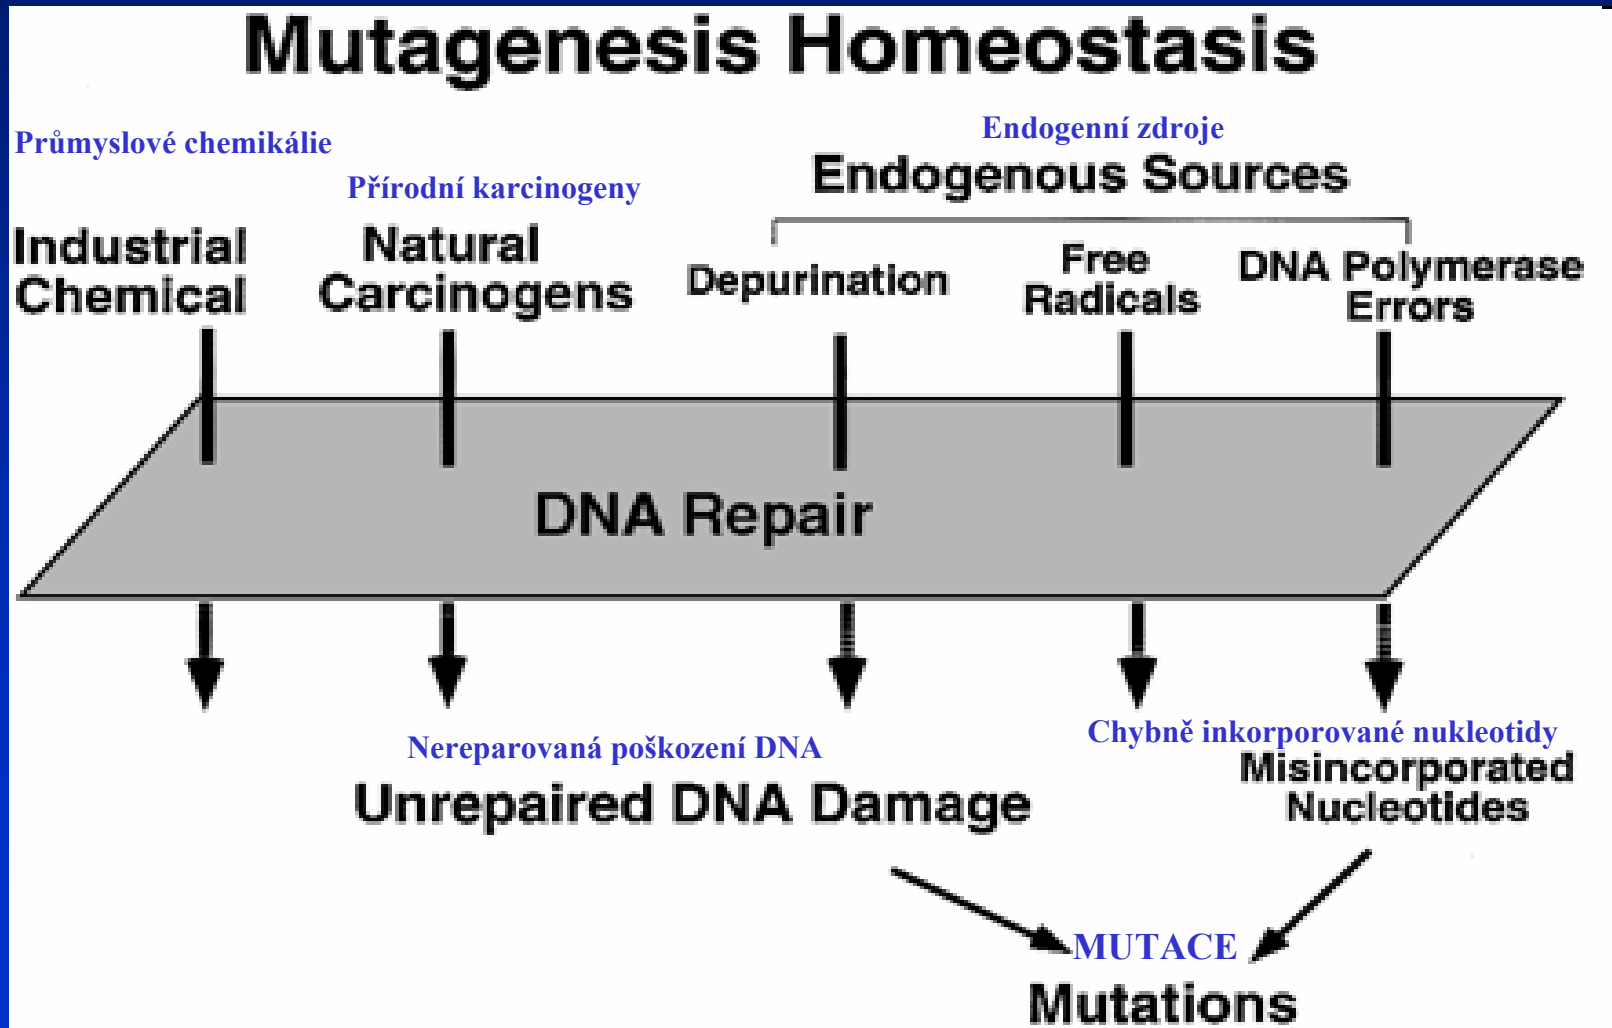 Mutagenesis Homeostasis
Průmyslové chemikálie
Endogenní zdroje
Přírodní karcinogeny
Endogenous Sources
Industrial
Chemical
Natural
Carcinogens
Depurination
Free
Radicals
DNA Polymerase
Errors
DNA Repair
Nereparovaná poškození DNA
Unrepaired DNA Damage
Chybně inkorporované nukleotidy
Misincorporated
Nucleotides
MUTACE
Mutations